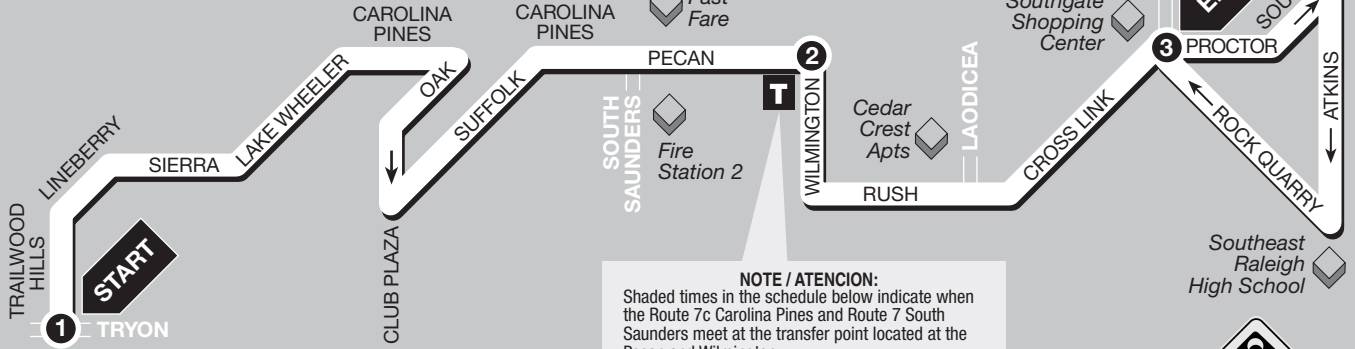 CAROLINA
PINES
CAROLINA
PINES
Fast
Fare
Southgate
Shopping
Center
PROCTOR
ATKINS
OAK
LAKE WHEELER
SUFFOLK
PECAN
2
3
T
WILMINGTON
SOUTH
SAUNDERS
Fire
Station 2
Cedar
Crest
Apts
LAODICEA
CROSS LINK
ROCK QUARRY
RUSH
LINEBERRY
SIERRA
TRAILWOOD
HILLS
START
1
TRYON
CLUB PLAZA
Southeast
Raleigh
High School
NOTE / ATENCION:
Shaded times in the schedule below indicate when
the Route 7c Carolina Pines and Route 7 South
Saunders meet at the transfer point located at the